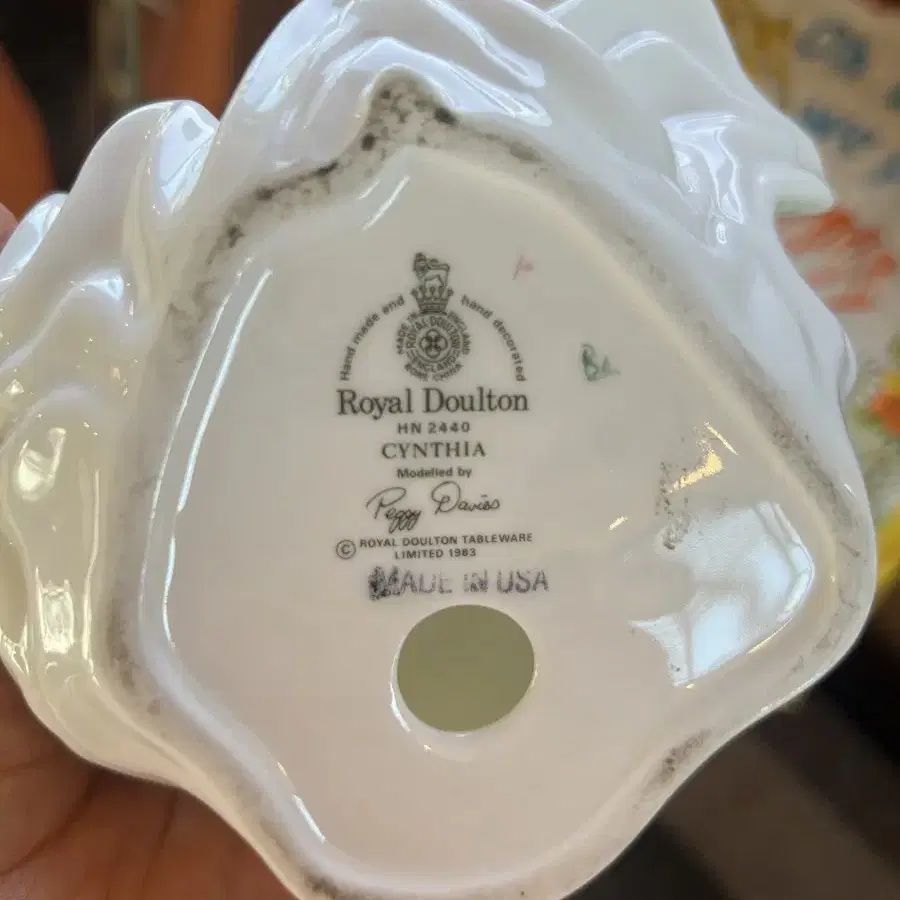 Hand made and hand decorated
MADE IN ENGLAND
ROYAL DOULTON
ENGLAND
BONE CHINA
Royal Doulton
HN 2440
CYNTHIA
Modelled by
Peggy Davies
© ROYAL DOULTON TABLEWARE
LIMITED 1983
MADE IN USA